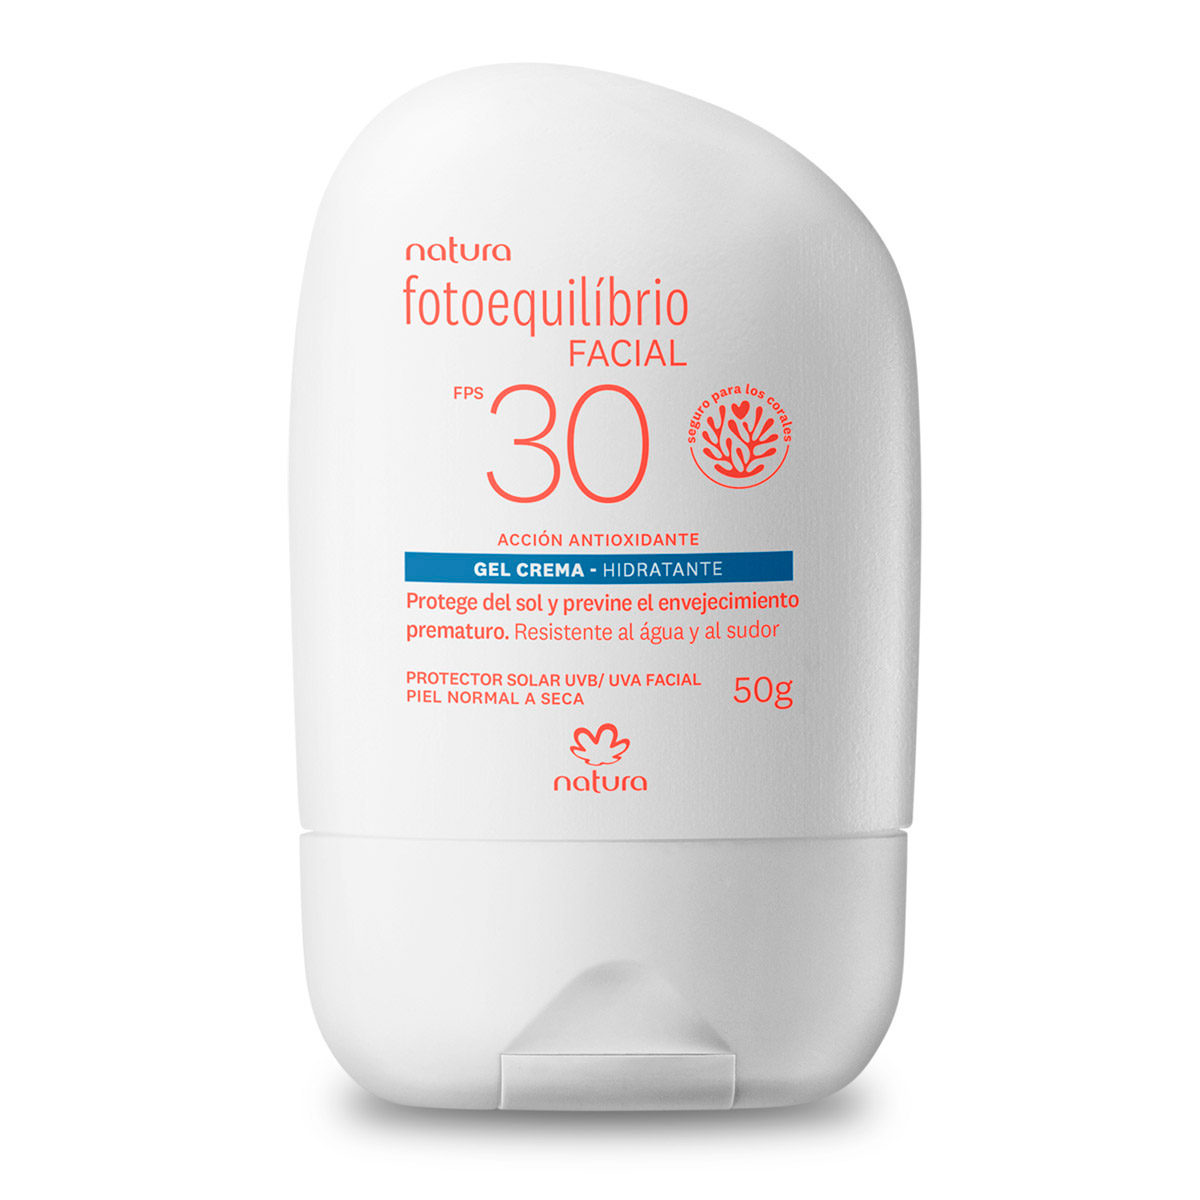 natura
fotoequilíbrio
FACIAL
FPS 30
seguro para los corales
ACCIÓN ANTIOXIDANTE
GEL CREMA - HIDRATANTE
Protege del sol y previne el envejecimiento
prematuro. Resistente al água y al sudor
PROTECTOR SOLAR UVB/ UVA FACIAL
PIEL NORMAL A SECA
50g
natura